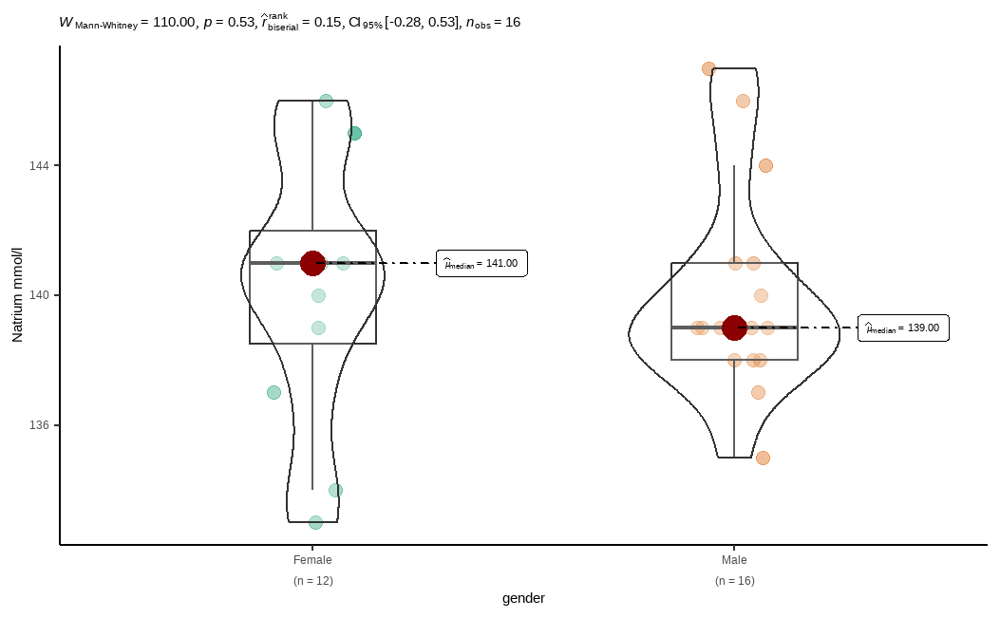 W Mann-Whitney = 110.00, p = 0.53, r̂ rank biserial = 0.15, CI 95% [-0.28, 0.53], n obs = 16
144
140
136
Natrium mmol/l
μ̂ median = 141.00
μ̂ median = 139.00
Female
(n = 12)
Male
(n = 16)
gender